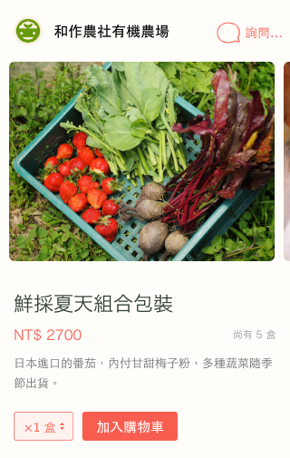 和作農社有機農場
詢問...
鮮採夏天組合包裝
NT$ 2700
尚有 5 盒
日本進口的番茄，內付甘甜梅子粉，多種蔬菜隨季
節出貨。
×1 盒
加入購物車